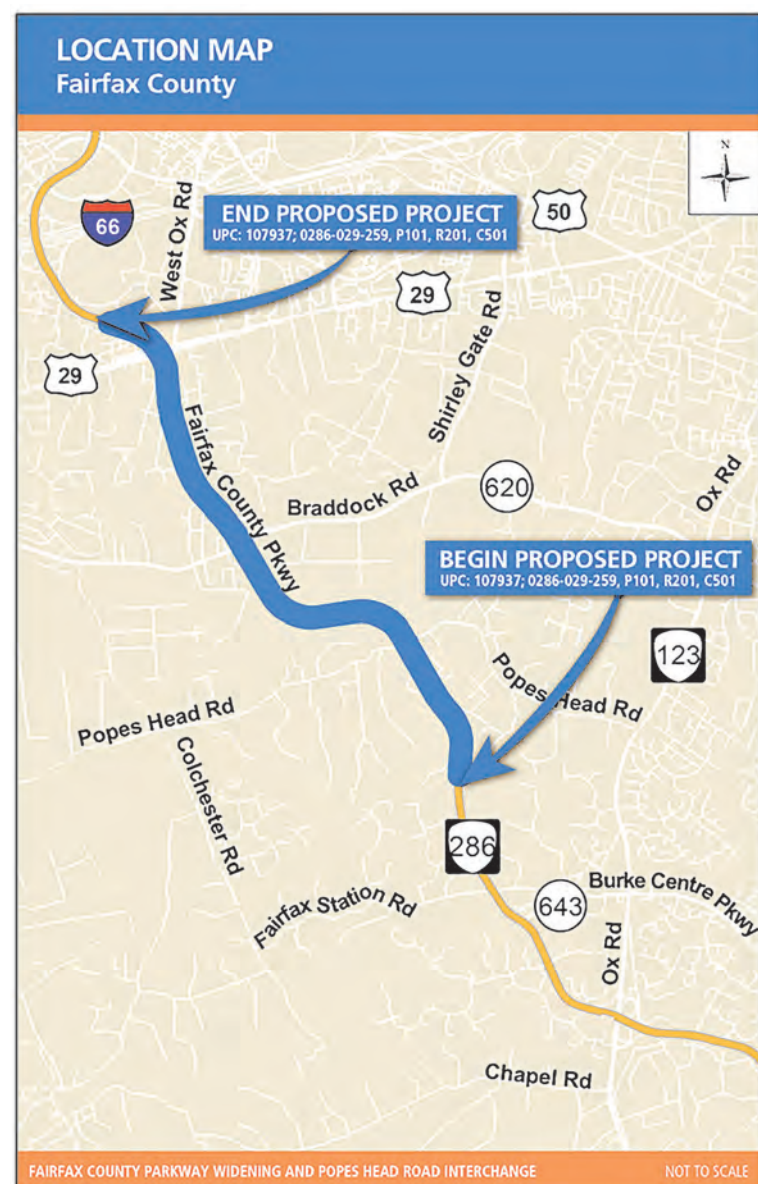 LOCATION MAP
Fairfax County
N
66
West Ox Rd
END PROPOSED PROJECT
UPC: 107937; 0286-029-259, P101, R201, C501
50
29
Shirley Gate Rd
29
Fairfax County Pkwy
Braddock Rd
620
Ox Rd
BEGIN PROPOSED PROJECT
UPC: 107937; 0286-029-259, P101, R201, C501
123
Popes Head Rd
Popes Head Rd
Colchester Rd
286
Burke Centre Pkwy
643
Fairfax Station Rd
Ox Rd
Chapel Rd
FAIRFAX COUNTY PARKWAY WIDENING AND POPES HEAD ROAD INTERCHANGE
NOT TO SCALE